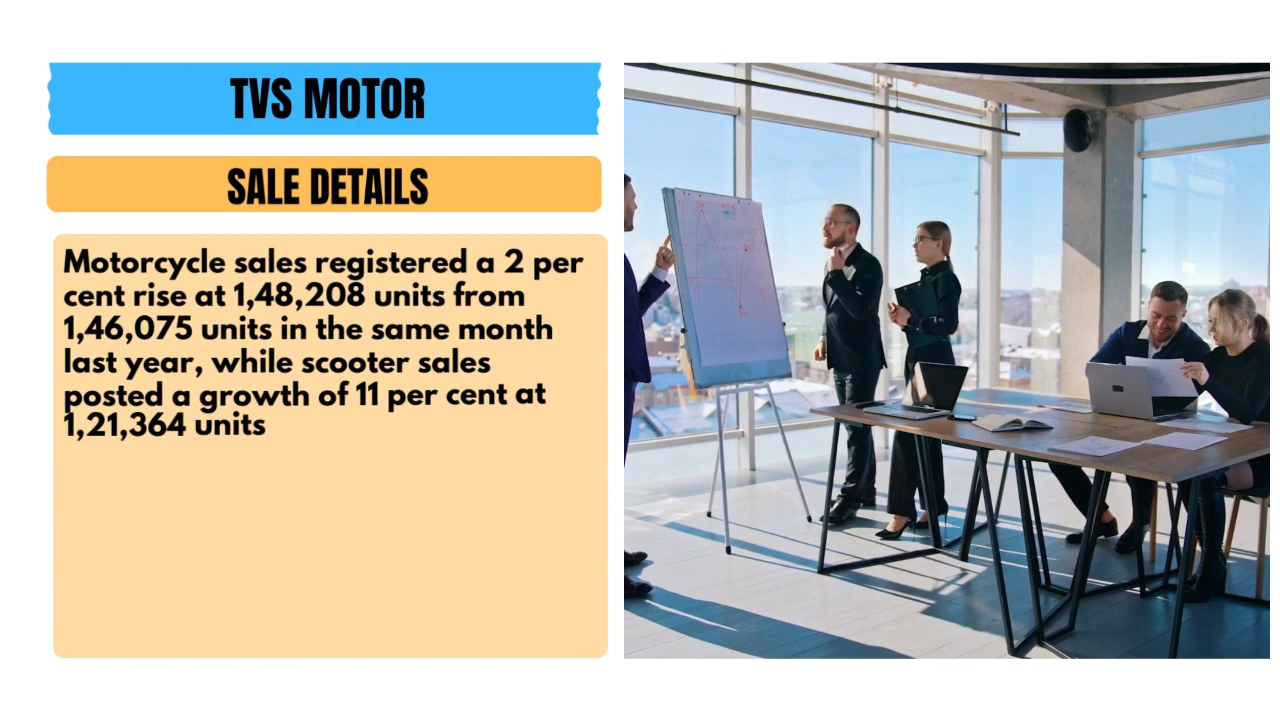 TVS MOTOR
SALE DETAILS
Motorcycle sales registered a 2 per
cent rise at 1,48,208 units from
1,46,075 units in the same month
last year, while scooter sales
posted a growth of 11 per cent at
1,21,364 units